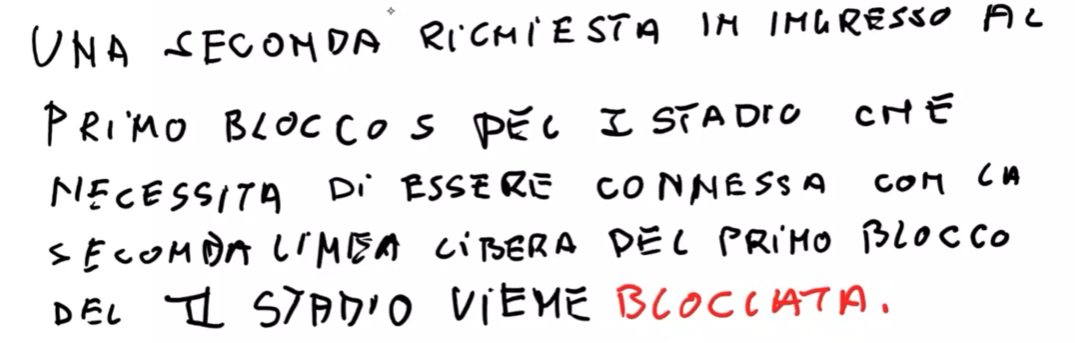 UNA SECONDA RICHIESTA IN INGRESSO AL
PRIMO BLOCCO S DEL I STADIO CHE
NECESSITA DI ESSERE CONNESSA CON LA
SECONDA LINEA LIBERA DEL PRIMO BLOCCO
DEL II STADIO VIENE BLOCCATA.